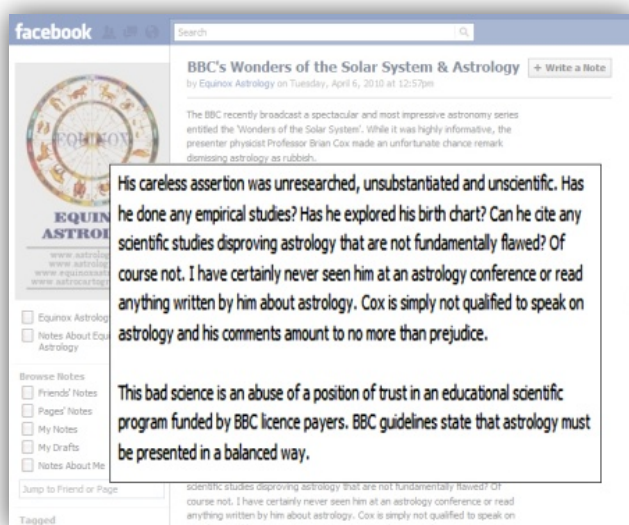 facebook
Search
BBC's Wonders of the Solar System & Astrology
+ Write a Note
by Equinox Astrology on Tuesday, April 6, 2010 at 12:57pm
The BBC recently broadcast a spectacular and most impressive astronomy series
entitled the 'Wonders of the Solar System'. While it was highly informative, the
presenter physicist Professor Brian Cox made an unfortunate chance remark
dismissing astrology as rubbish.
EQUINOX
EQUIN
ASTROL
www.astrolog
www.astrolog
www.equinoxast
www.astrocartog
Equinox Astrology
Notes About Equi
Astrology
Browse Notes
Friends' Notes
Pages' Notes
My Notes
My Drafts
Notes About Me
Jump to Friend or Page
Tagged
His careless assertion was unresearched, unsubstantiated and unscientific. Has
he done any empirical studies? Has he explored his birth chart? Can he cite any
scientific studies disproving astrology that are not fundamentally flawed? Of
course not. I have certainly never seen him at an astrology conference or read
anything written by him about astrology. Cox is simply not qualified to speak on
astrology and his comments amount to no more than prejudice.
This bad science is an abuse of a position of trust in an educational scientific
program funded by BBC licence payers. BBC guidelines state that astrology must
be presented in a balanced way.
scientific studies disproving astrology that are not fundamentally flawed? Of
course not. I have certainly never seen him at an astrology conference or read
anything written by him about astrology. Cox is simply not qualified to speak on